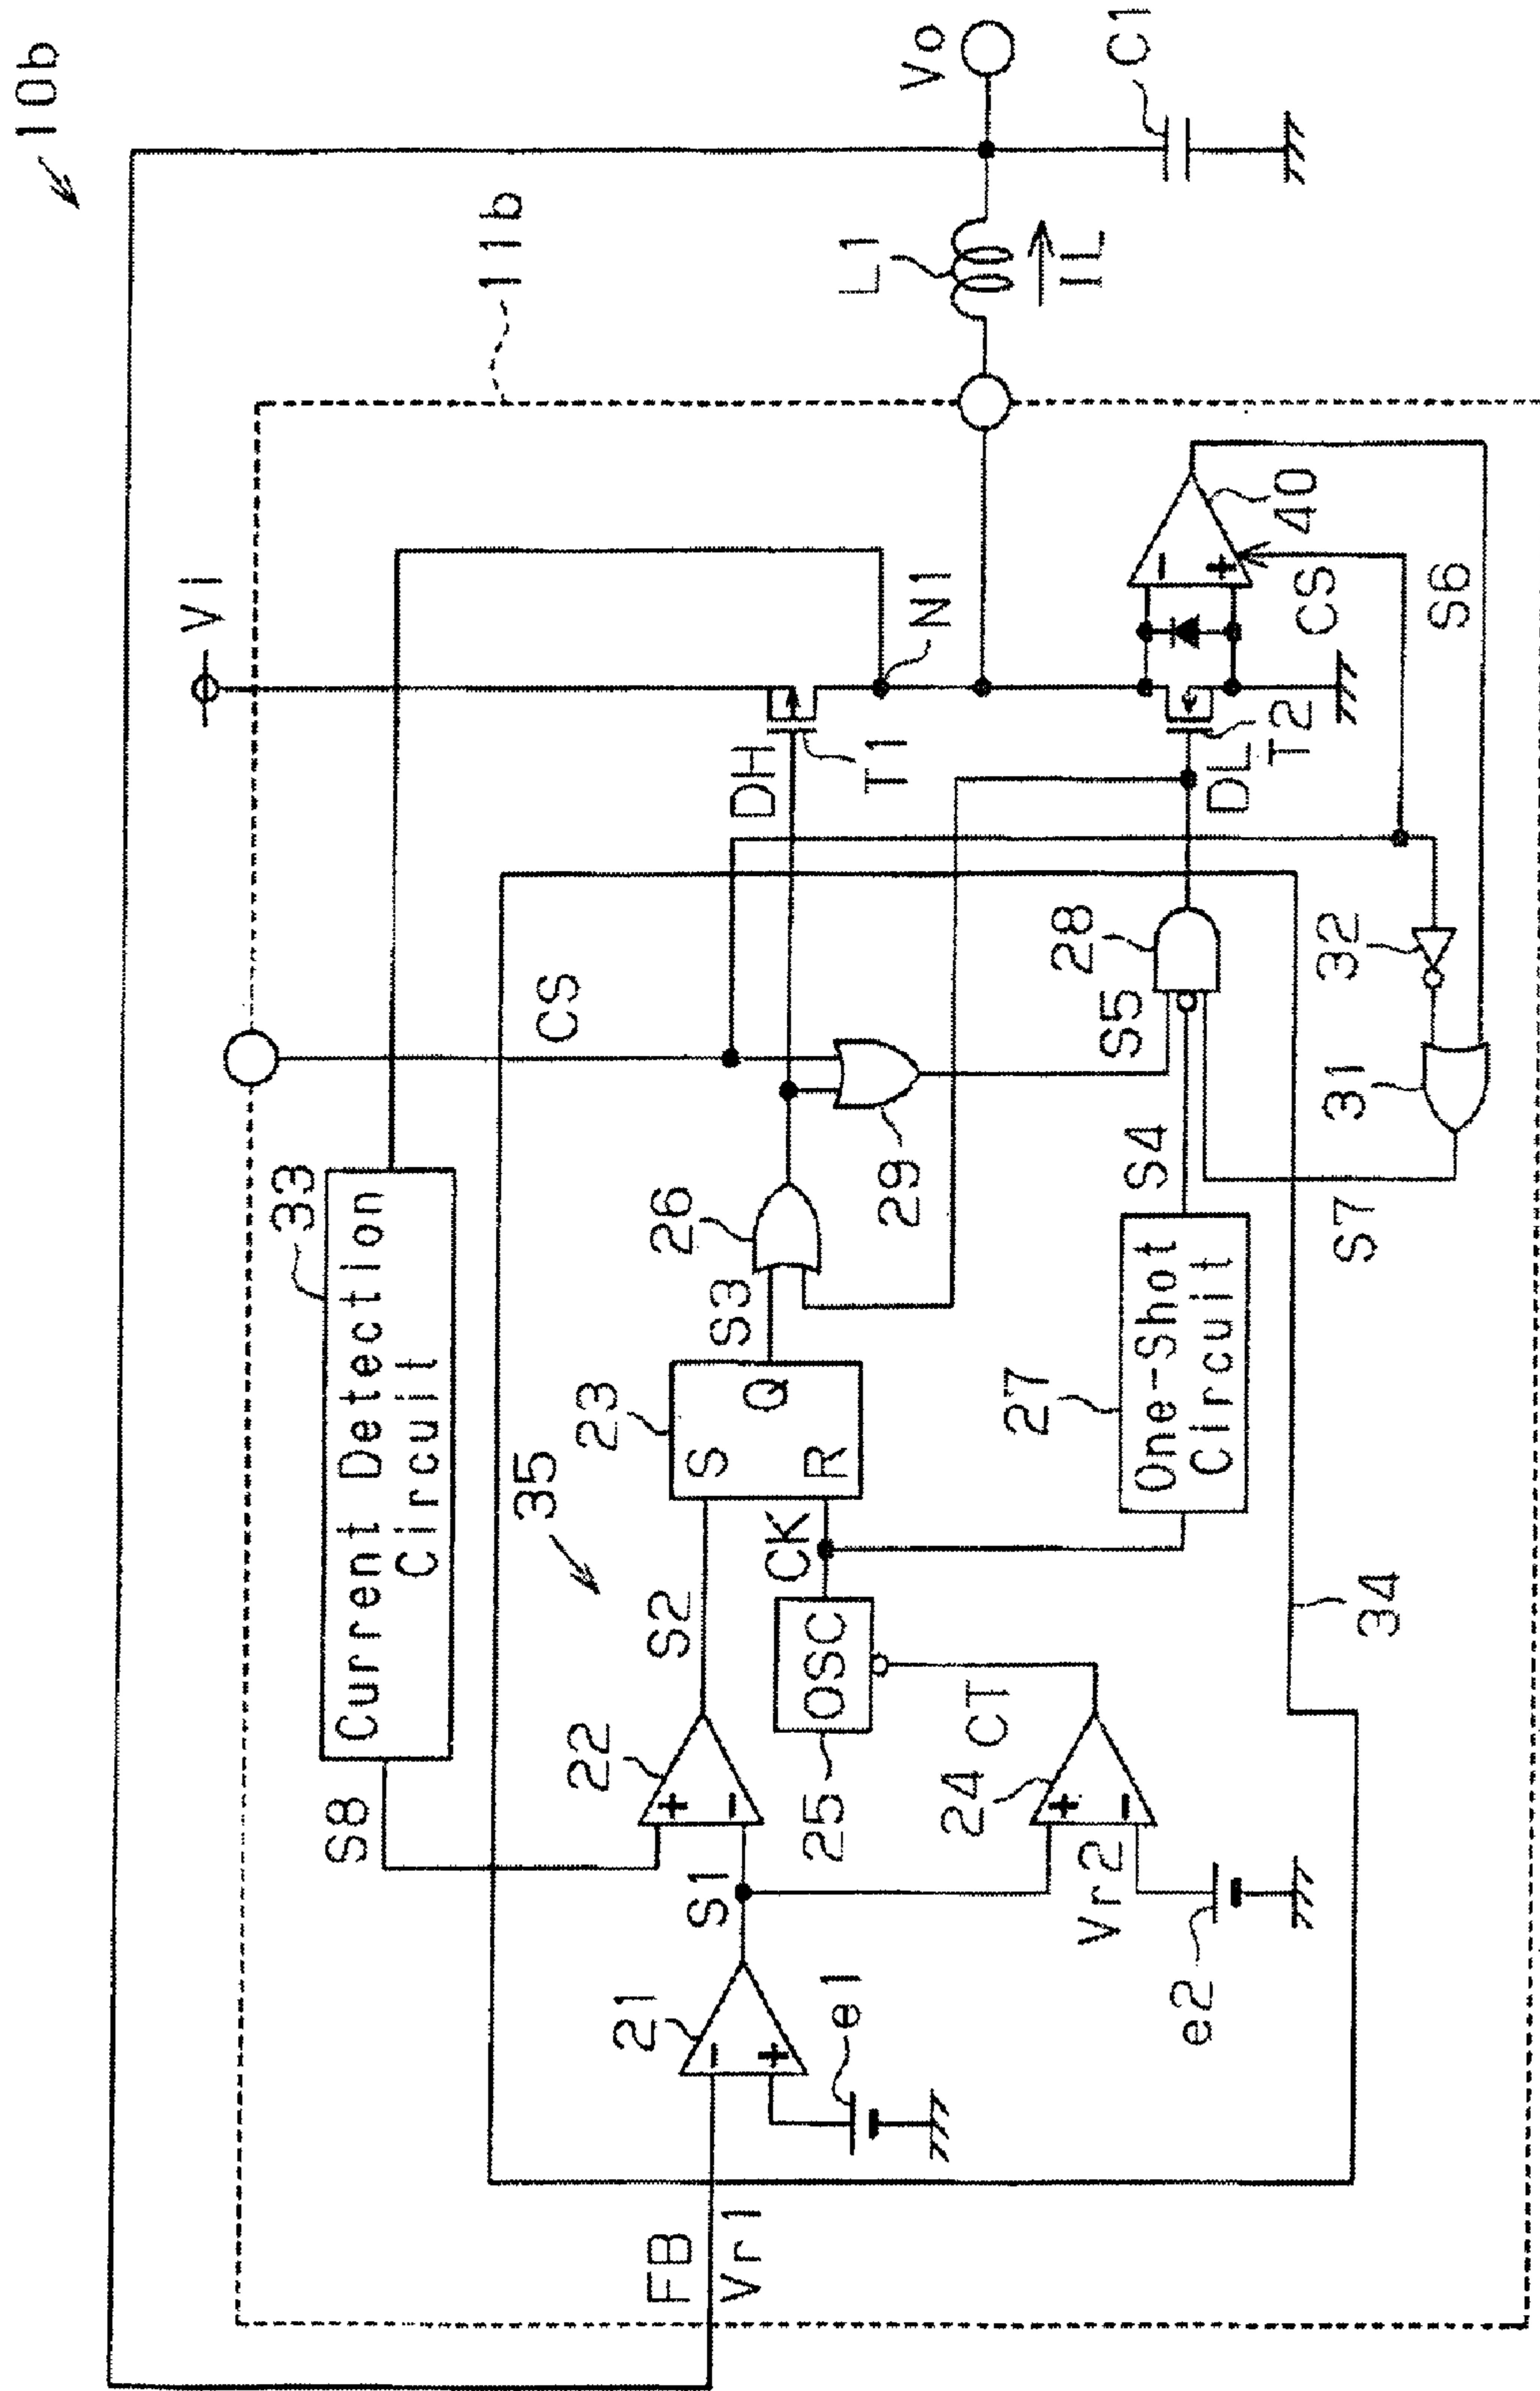 10b
11b
Vi
Vo
C1
L1
IL
Current Detection
Circuit
33
S8
CS
DH
T1
N1
35
S2
22
+
−
S1
21
−
+
e1
FB
Vr1
23
S
Q
R
S3
26
29
CK
OSC
25
CT
24
+
−
Vr2
e2
27
One-Shot
Circuit
S4
S5
28
DL
T2
−
+
40
CS
S6
32
31
S7
34